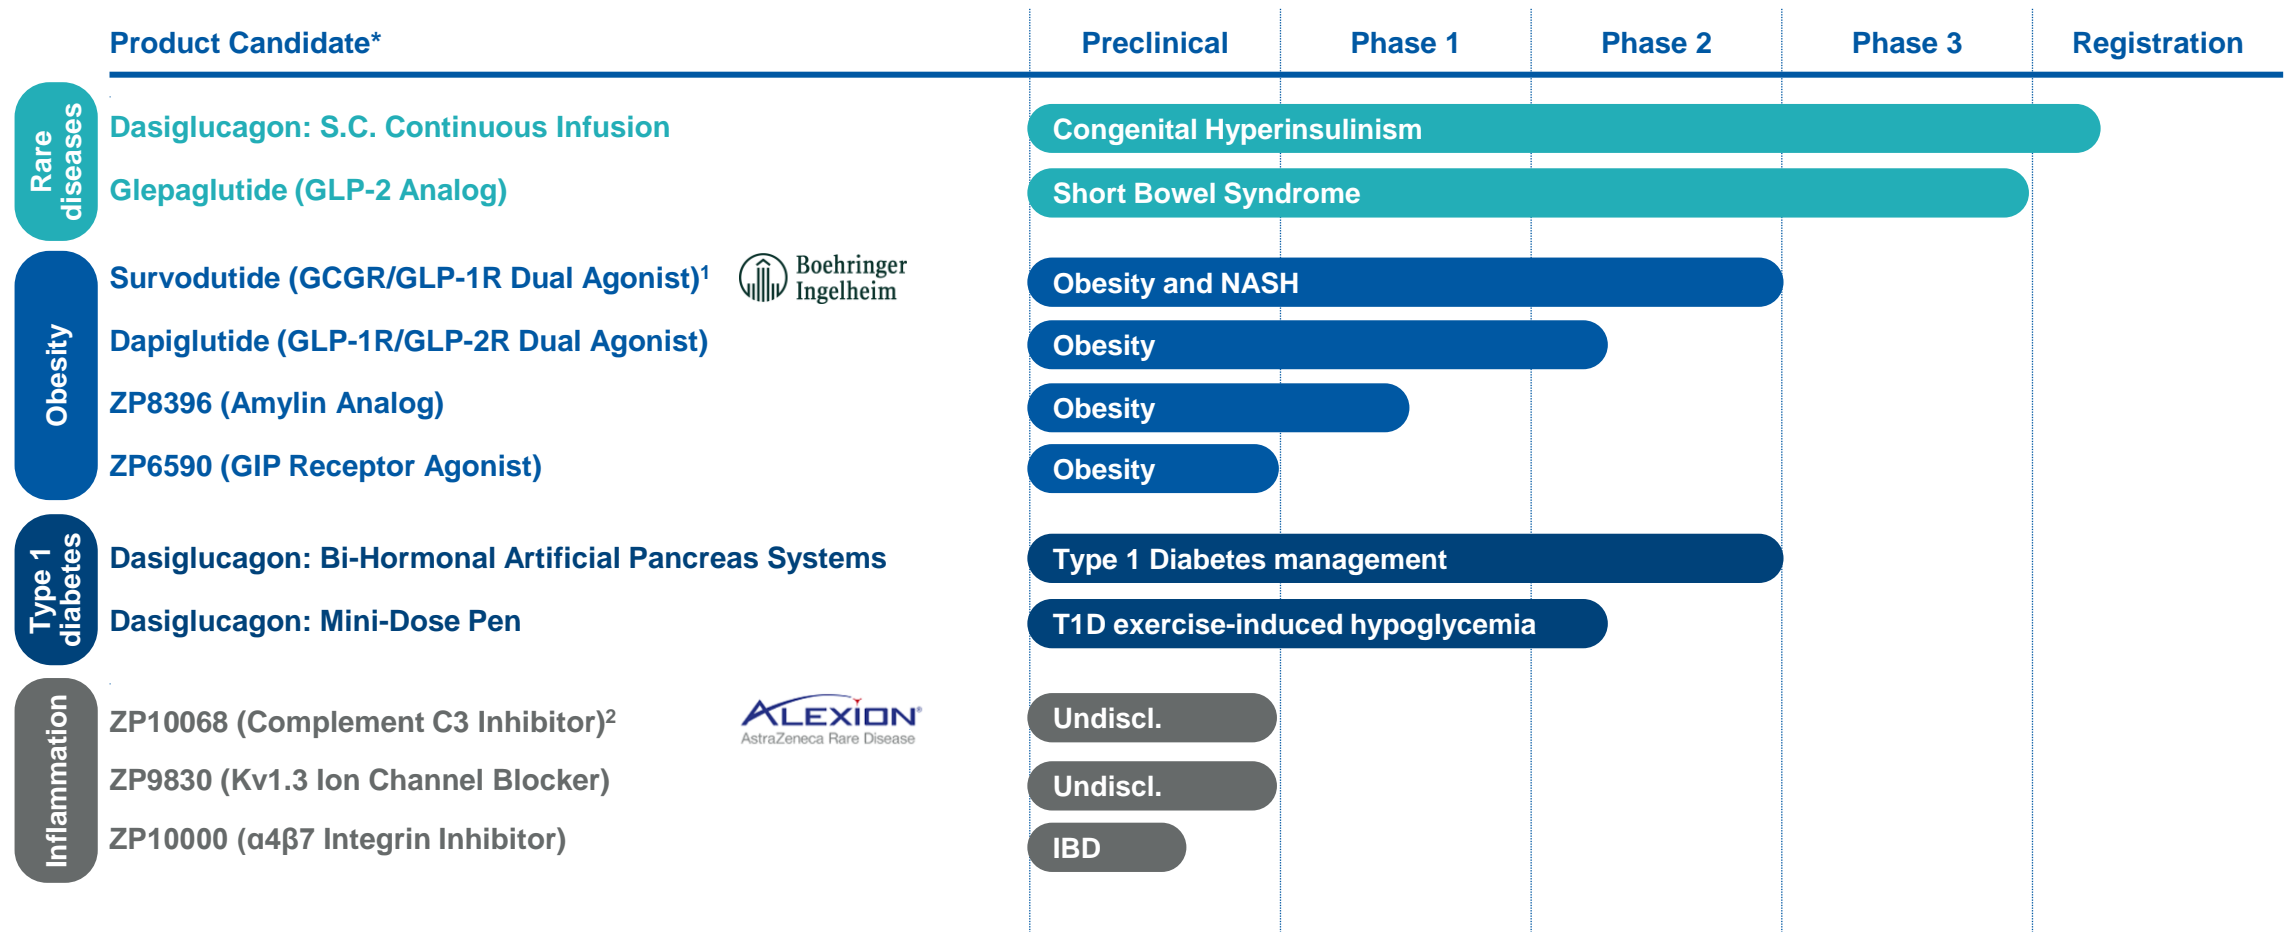 Product Candidate* Preclinical Phase 1 Phase 2 Phase 3 Registration
Rare
diseases
Dasiglucagon: S.C. Continuous Infusion Congenital Hyperinsulinism
Glepaglutide (GLP-2 Analog) Short Bowel Syndrome
Obesity
Survodutide (GCGR/GLP-1R Dual Agonist)¹ Boehringer
Ingelheim
Obesity and NASH
Dapiglutide (GLP-1R/GLP-2R Dual Agonist) Obesity
ZP8396 (Amylin Analog) Obesity
ZP6590 (GIP Receptor Agonist) Obesity
Type 1
diabetes
Dasiglucagon: Bi-Hormonal Artificial Pancreas Systems Type 1 Diabetes management
Dasiglucagon: Mini-Dose Pen T1D exercise-induced hypoglycemia
Inflammation
ZP10068 (Complement C3 Inhibitor)² ALEXION®
AstraZeneca Rare Disease
Undiscl.
ZP9830 (Kv1.3 Ion Channel Blocker) Undiscl.
ZP10000 (α4β7 Integrin Inhibitor) IBD